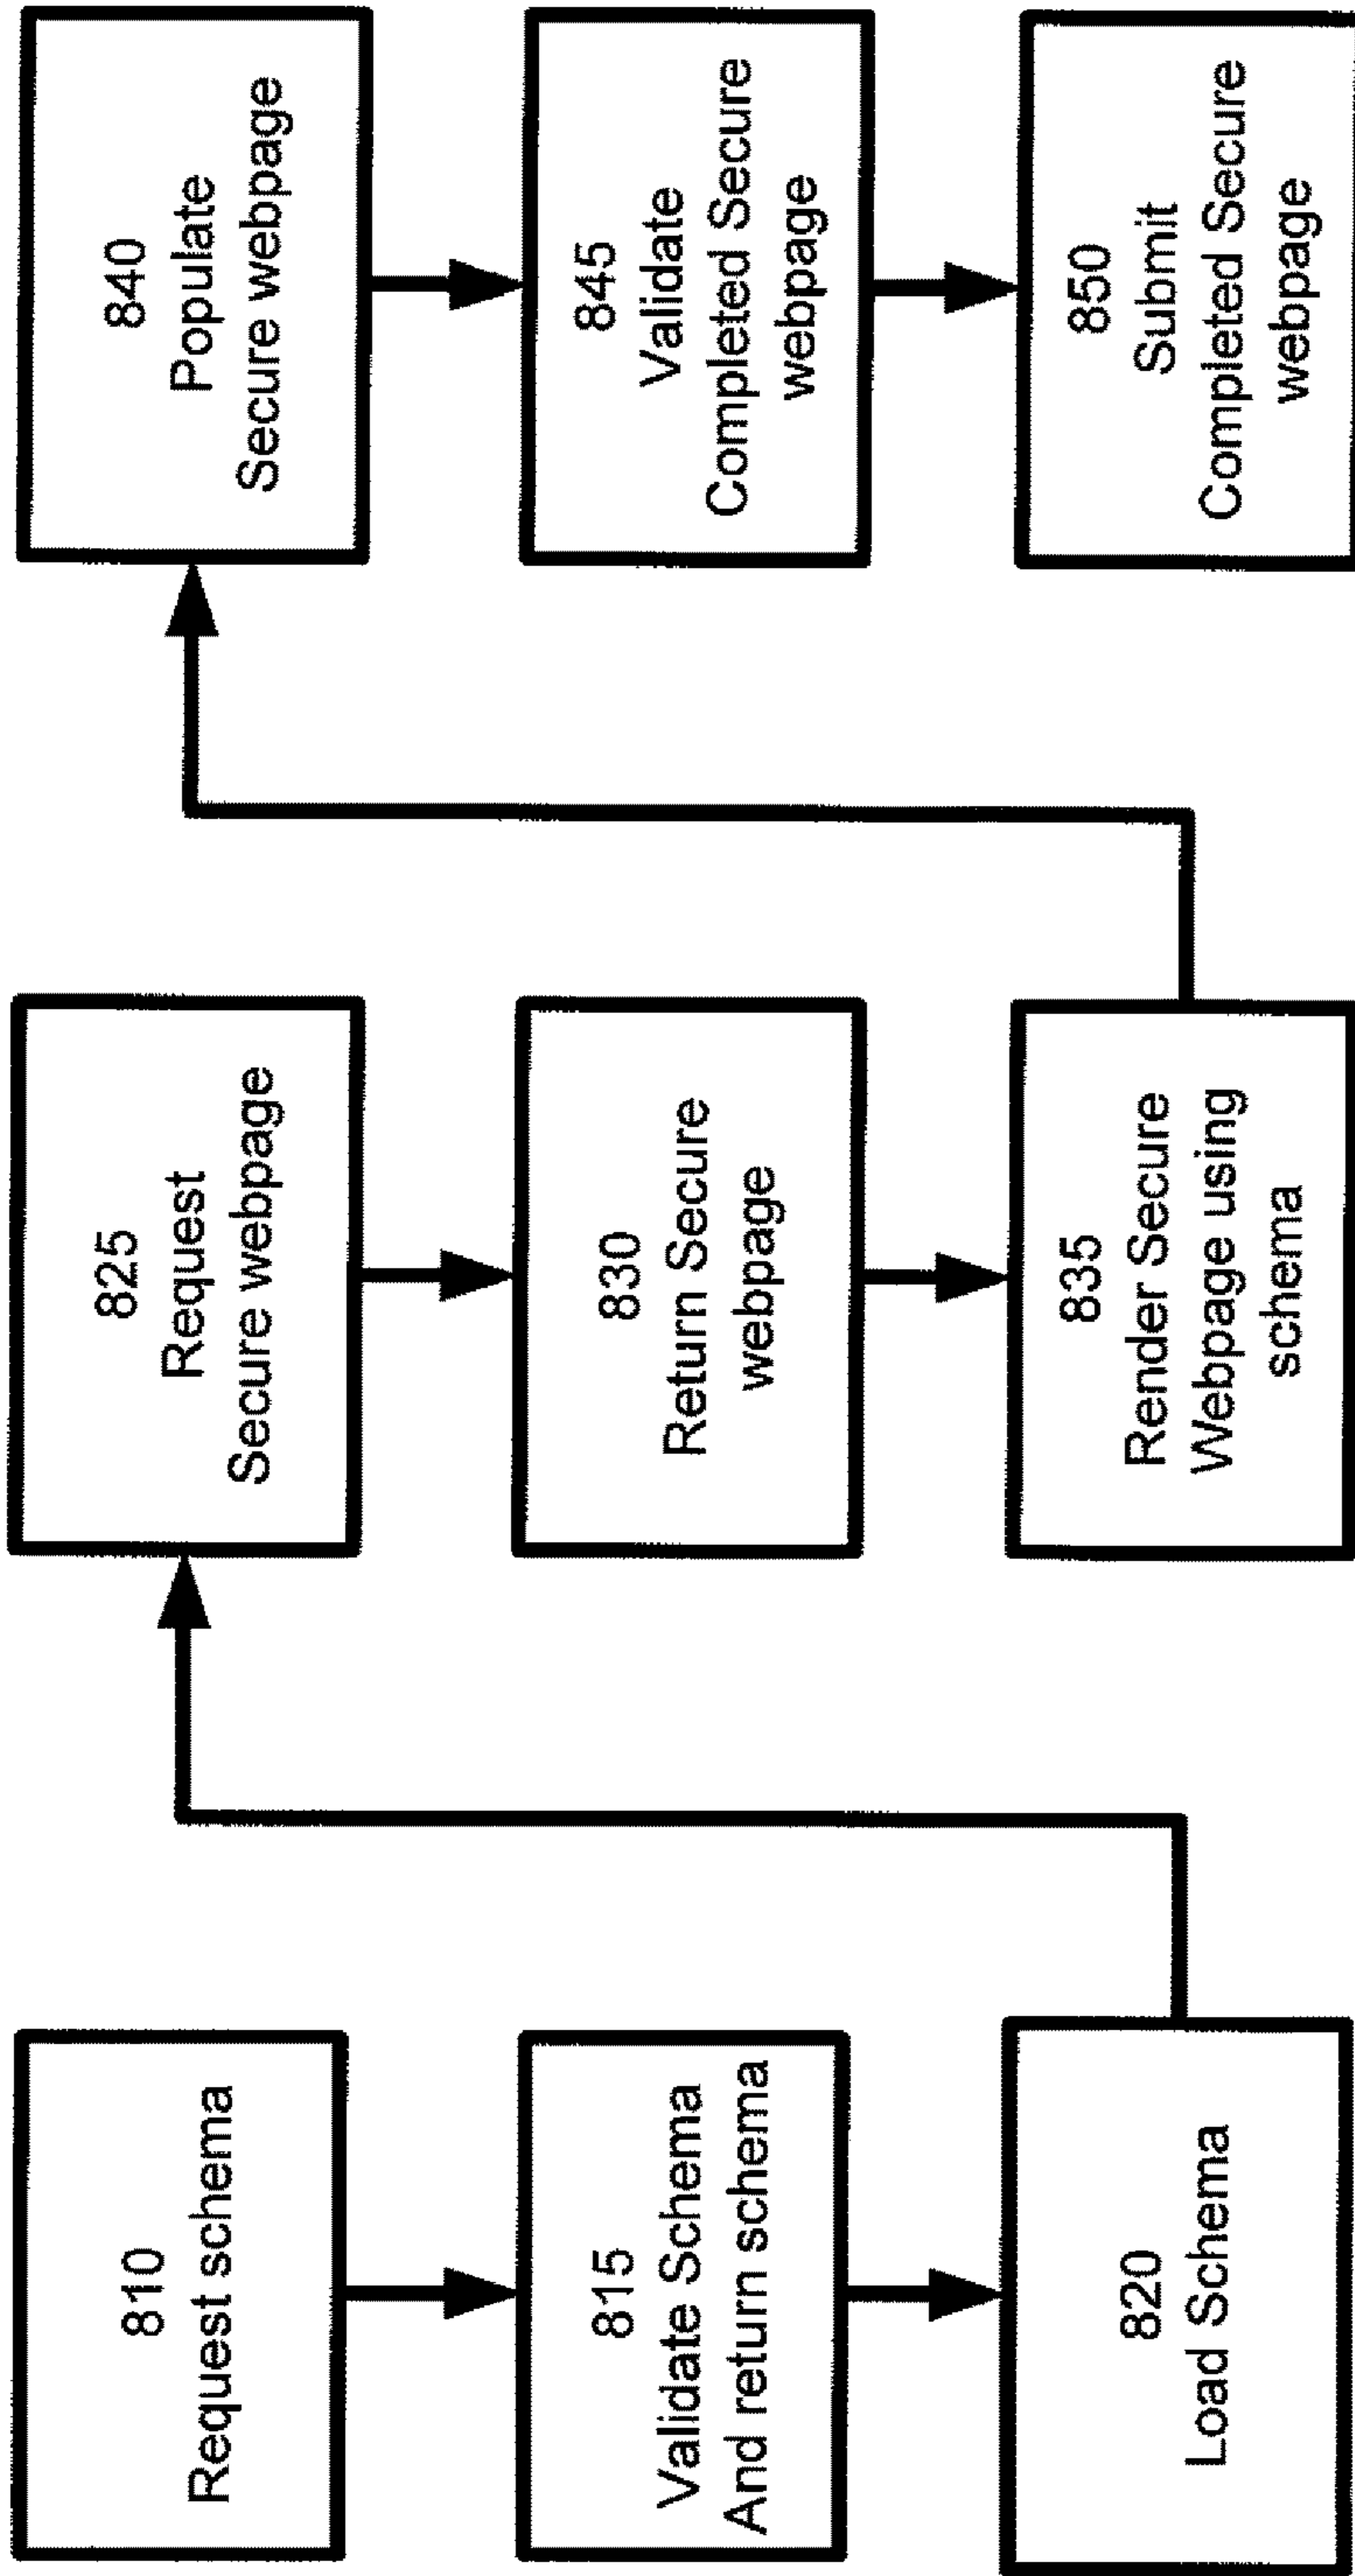 810
Request schema
815
Validate Schema
And return schema
820
Load Schema
825
Request
Secure webpage
830
Return Secure
webpage
835
Render Secure
Webpage using
schema
840
Populate
Secure webpage
845
Validate
Completed Secure
webpage
850
Submit
Completed Secure
webpage